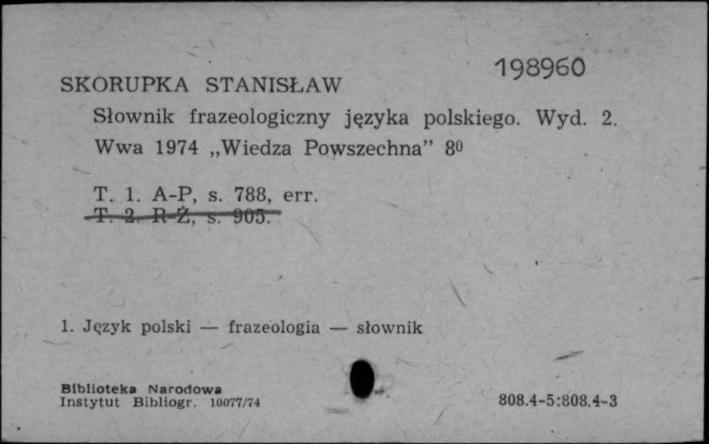 198960
SKORUPKA STANISŁAW
Słownik frazeologiczny języka polskiego. Wyd. 2.
Wwa 1974 „Wiedza Powszechna” 8⁰
T. 1. A-P, s. 788, err.
T. 2. R-Ż, s. 905.
1. Język polski — frazeologia — słownik
Biblioteka Narodowa
Instytut Bibliogr. 10077/74
808.4-5:808.4-3